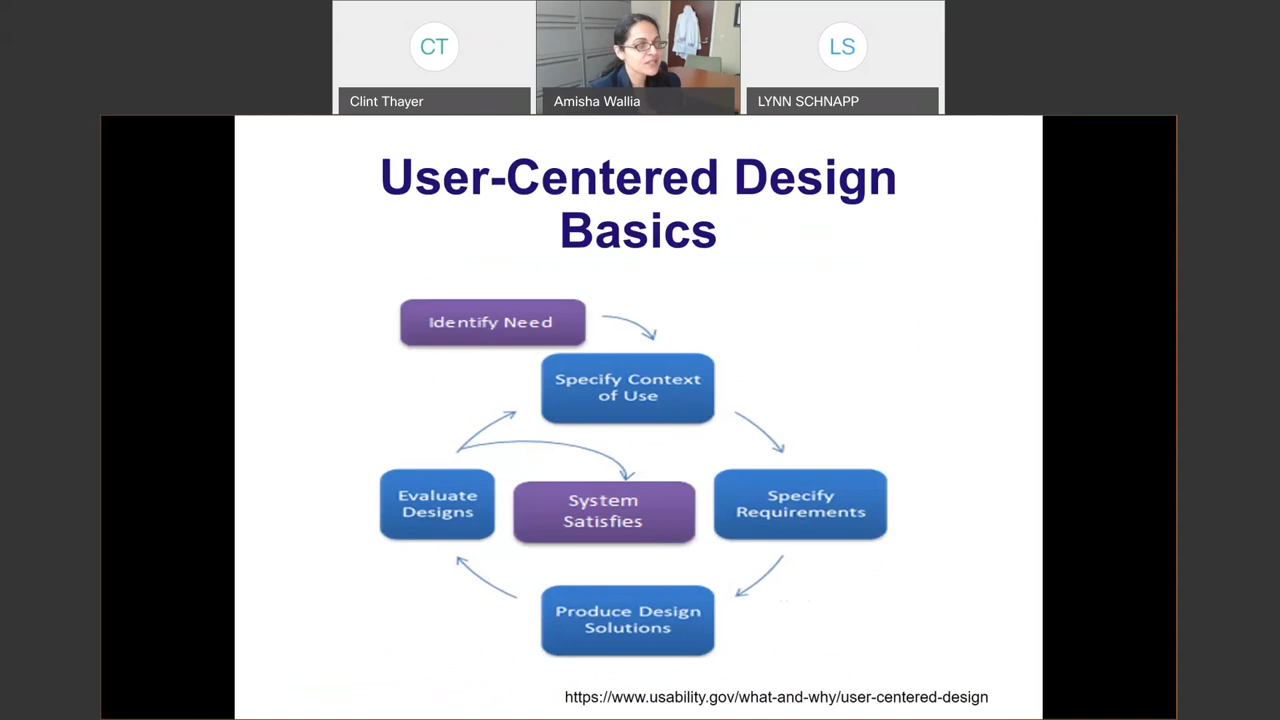 CT
LS
Clint Thayer
Amisha Wallia
LYNN SCHNAPP
User-Centered Design
Basics
Identify Need
Specify Context
of Use
Evaluate
Designs
System
Satisfies
Specify
Requirements
Produce Design
Solutions
https://www.usability.gov/what-and-why/user-centered-design